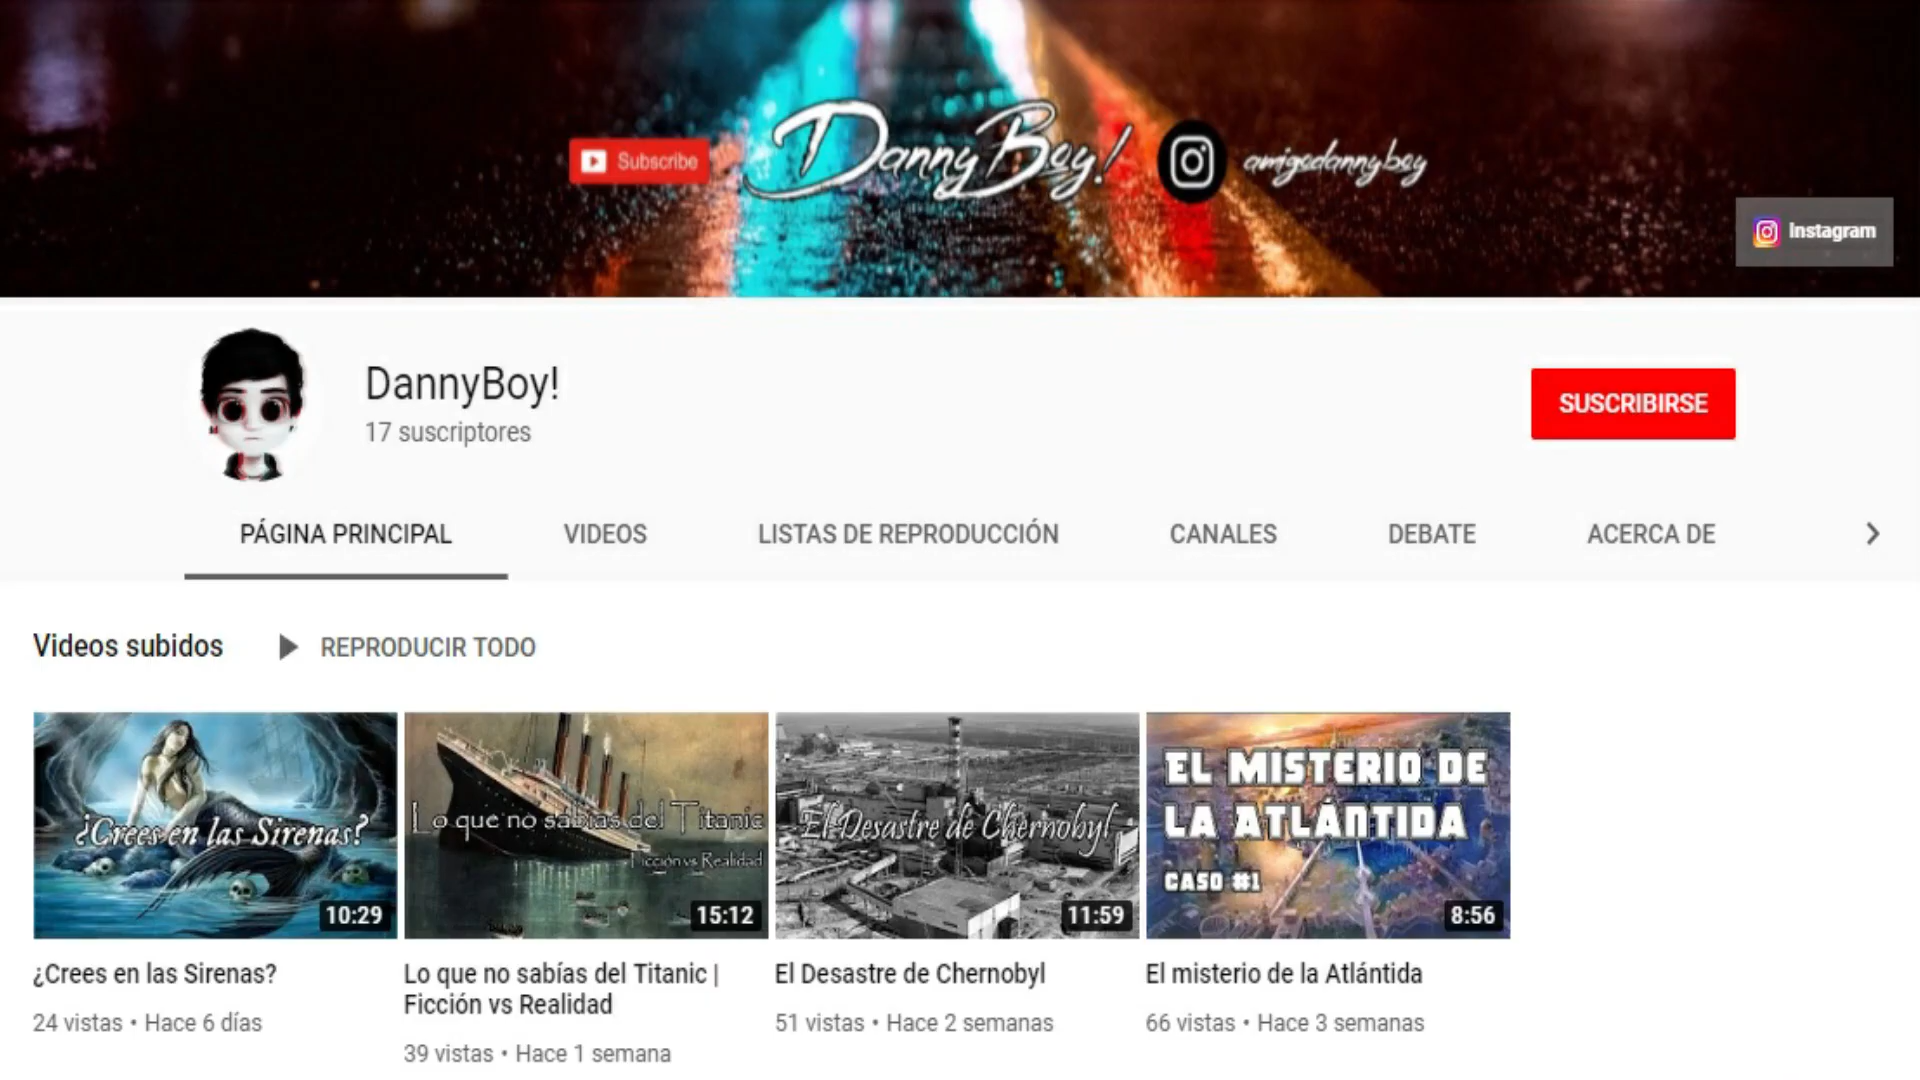 Subscribe
DannyBoy!
amigodannyboy
Instagram
DannyBoy!
17 suscriptores
SUSCRIBIRSE
PÁGINA PRINCIPAL
VIDEOS
LISTAS DE REPRODUCCIÓN
CANALES
DEBATE
ACERCA DE
Videos subidos
REPRODUCIR TODO
¿Crees en las Sirenas?
10:29
Lo que no sabías del Titanic
Ficción vs Realidad
15:12
El Desastre de Chernobyl
11:59
EL MISTERIO DE
LA ATLÁNTIDA
CASO #1
8:56
¿Crees en las Sirenas?
24 vistas • Hace 6 días
Lo que no sabías del Titanic |
Ficción vs Realidad
39 vistas • Hace 1 semana
El Desastre de Chernobyl
51 vistas • Hace 2 semanas
El misterio de la Atlántida
66 vistas • Hace 3 semanas